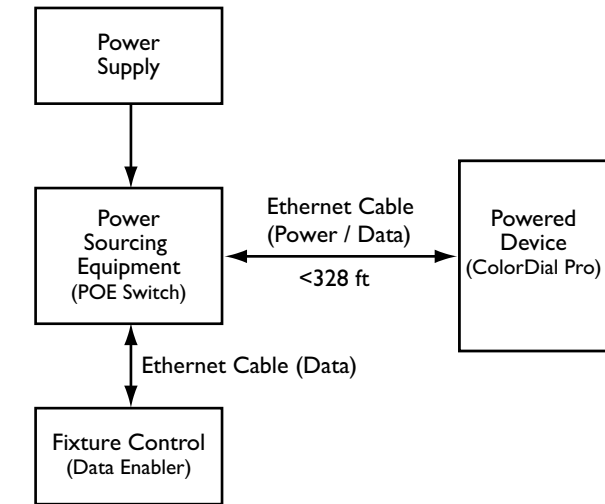 Power
Supply
Power
Sourcing
Equipment
(POE Switch)
Ethernet Cable
(Power / Data)
<328 ft
Powered
Device
(ColorDial Pro)
Ethernet Cable (Data)
Fixture Control
(Data Enabler)